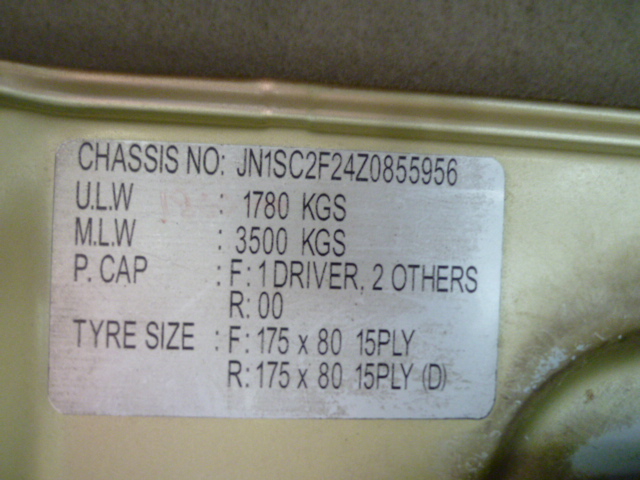 CHASSIS NO: JN1SC2F24Z0855956
U.L.W : 1780 KGS
M.L.W : 3500 KGS
P. CAP : F: 1 DRIVER, 2 OTHERS
R: 00
TYRE SIZE : F: 175 x 80 15PLY
R: 175 x 80 15PLY (D)